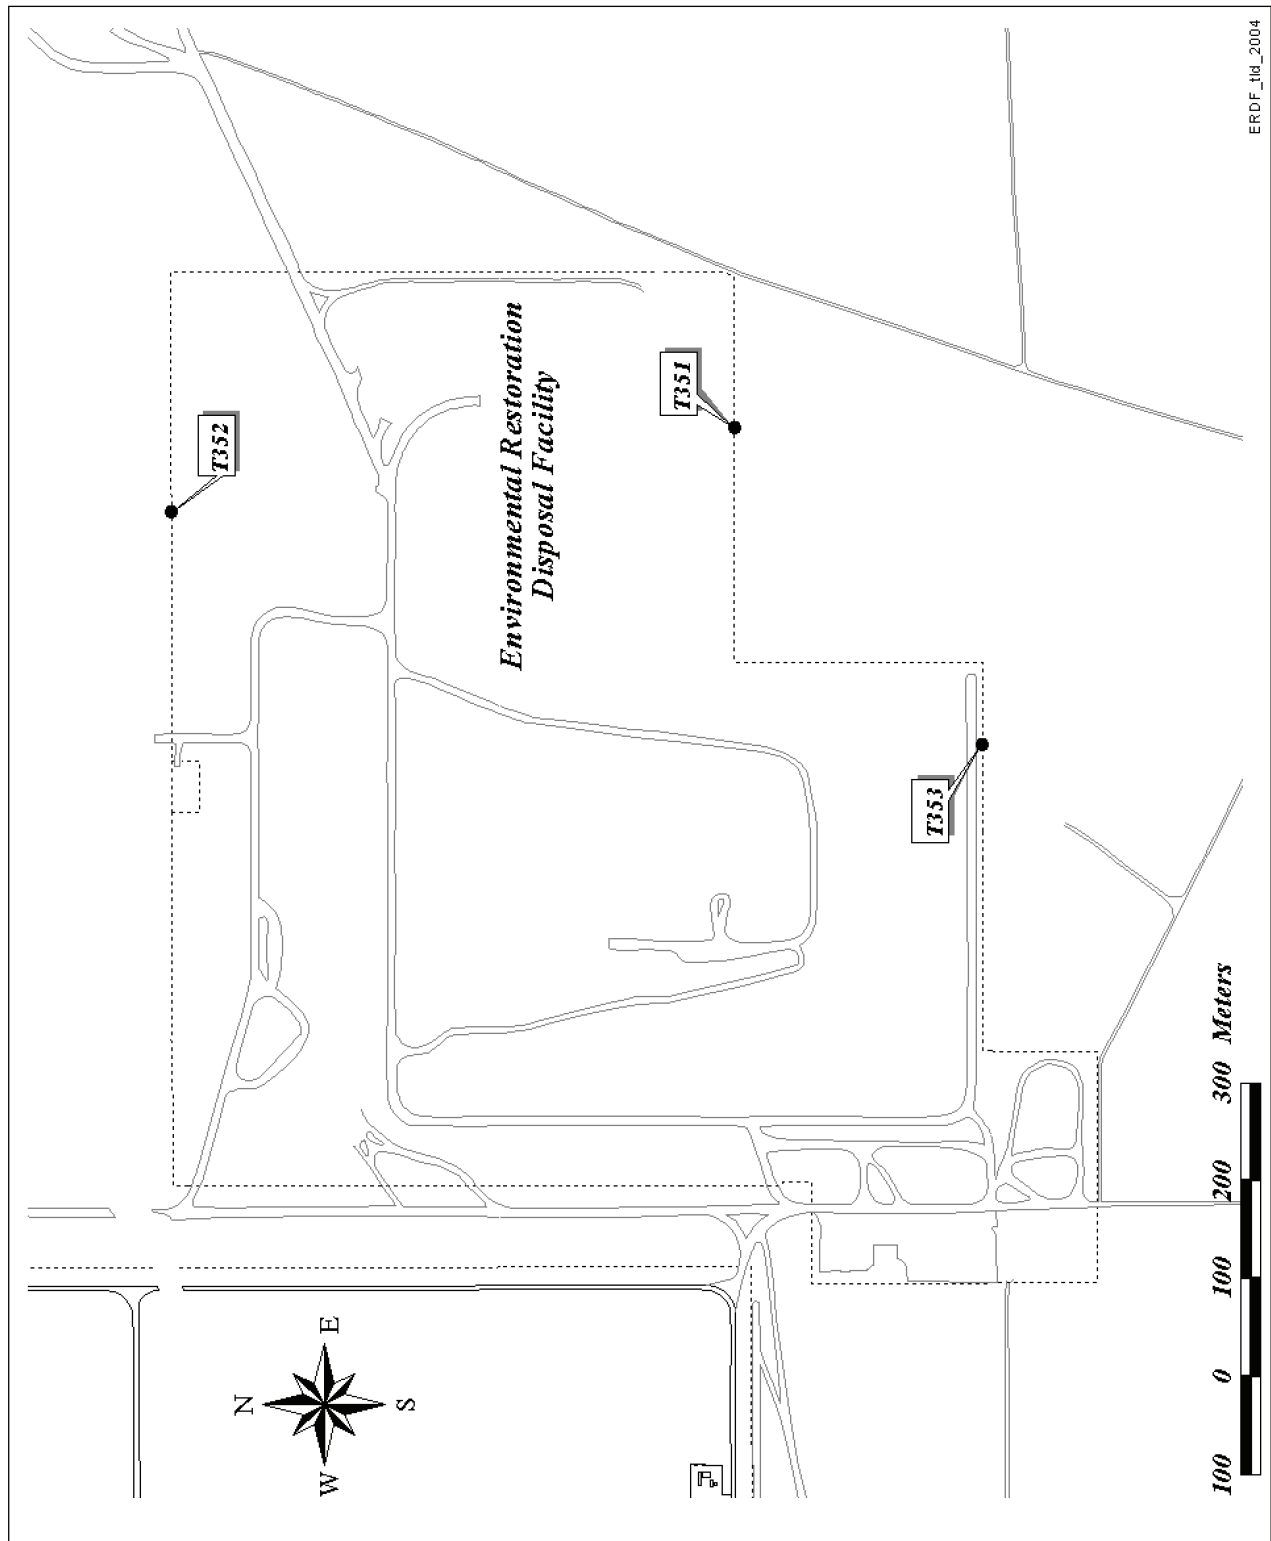 T352
Environmental Restoration
Disposal Facility
T351
T353
N
W E
S
100 0 100 200 300 Meters
ERDF_tld_2004